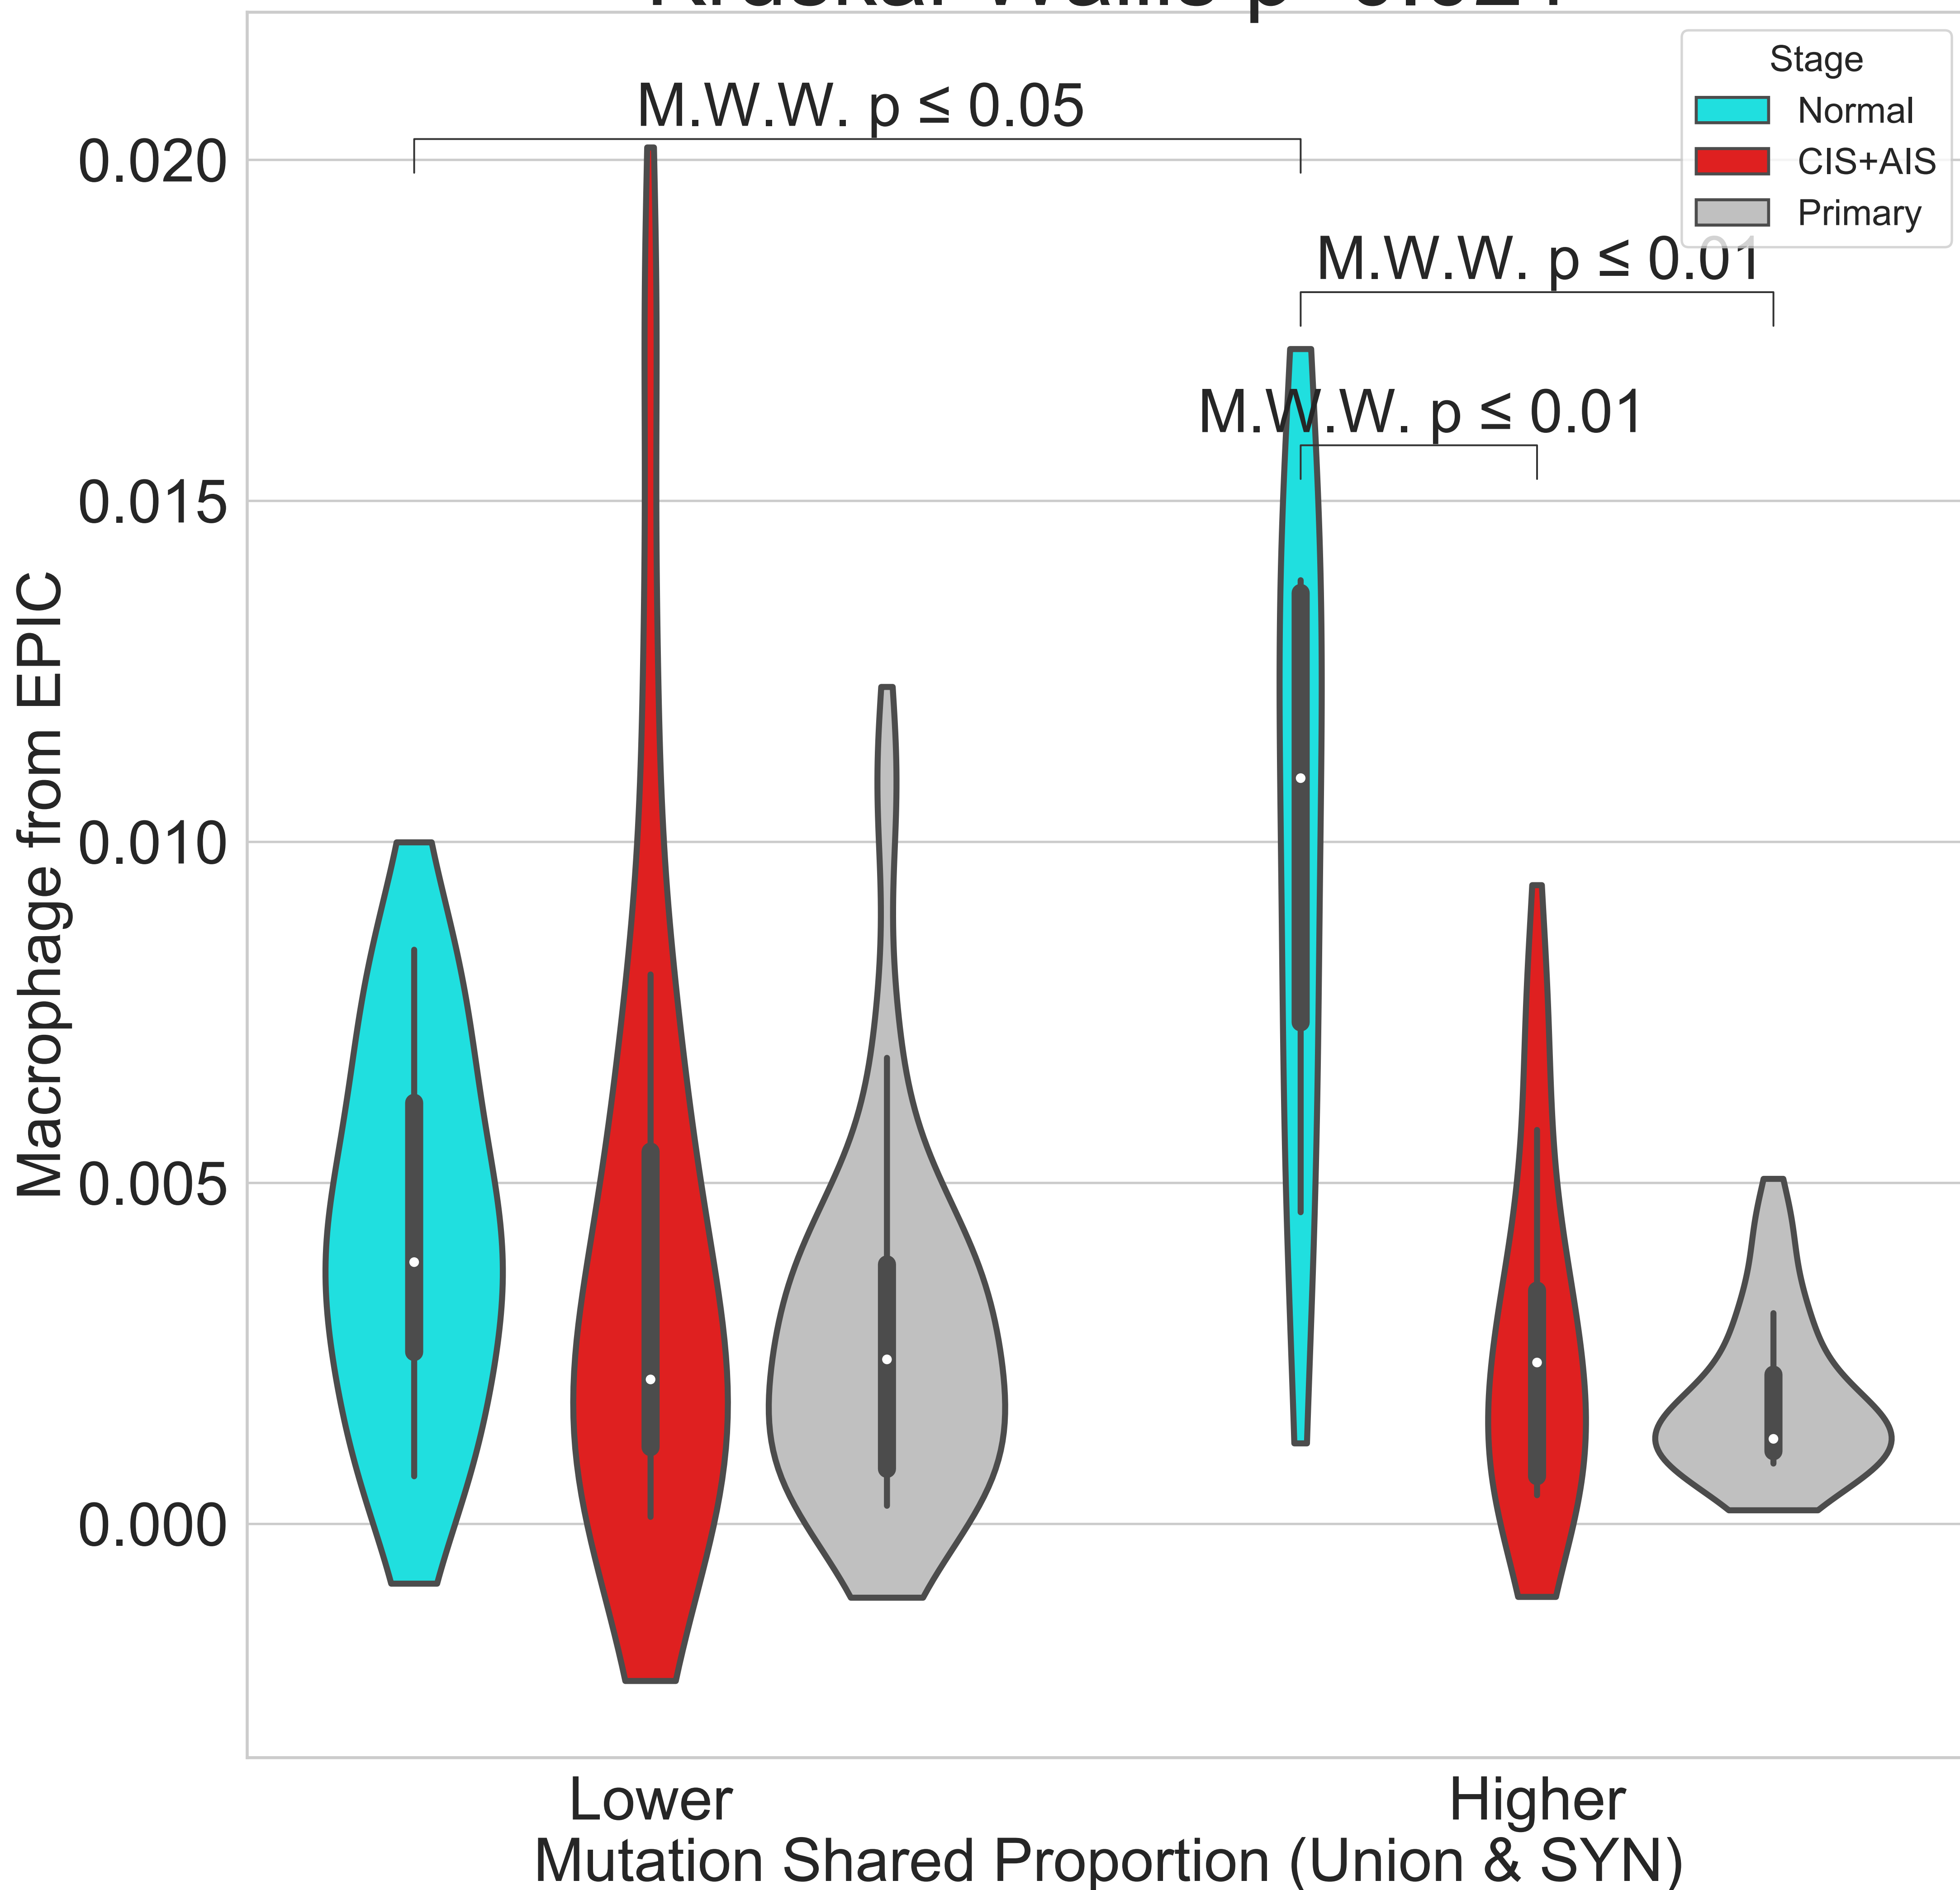 M.W.W. p ≤ 0.05
M.W.W. p ≤ 0.01
M.W.W. p ≤ 0.01
Stage
Normal
CIS+AIS
Primary
Macrophage from EPIC
0.020
0.015
0.010
0.005
0.000
Lower
Higher
Mutation Shared Proportion (Union & SYN)